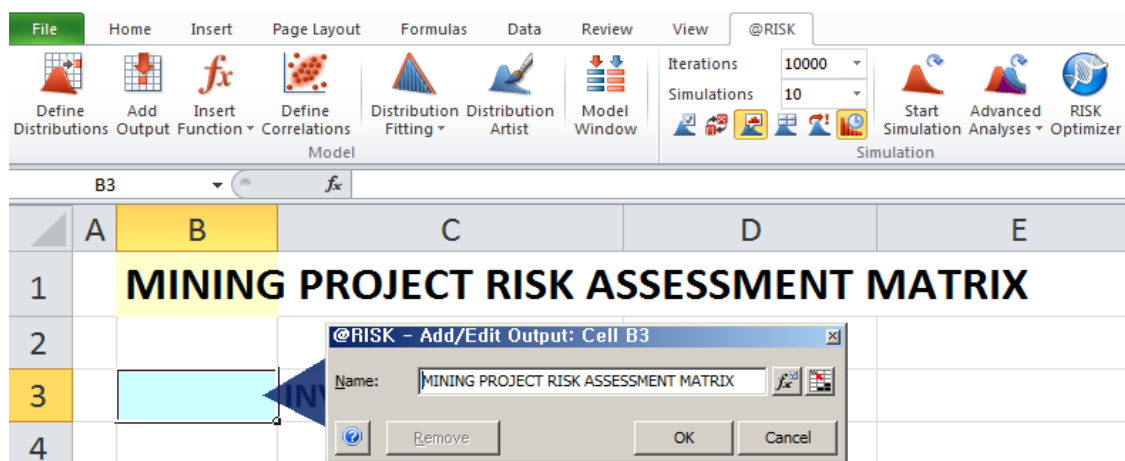 File Home Insert Page Layout Formulas Data Review View @RISK
Iterations 10000
Simulations 10
Define Distributions
Add Output
Insert Function
Define Correlations
Distribution Fitting
Distribution Artist
Model Window
Start Simulation
Advanced Analyses
RISK Optimizer
Model Simulation
B3 fx
A B C D E
1 MINING PROJECT RISK ASSESSMENT MATRIX
2
@RISK - Add/Edit Output: Cell B3
Name: MINING PROJECT RISK ASSESSMENT MATRIX
3
Remove OK Cancel
4